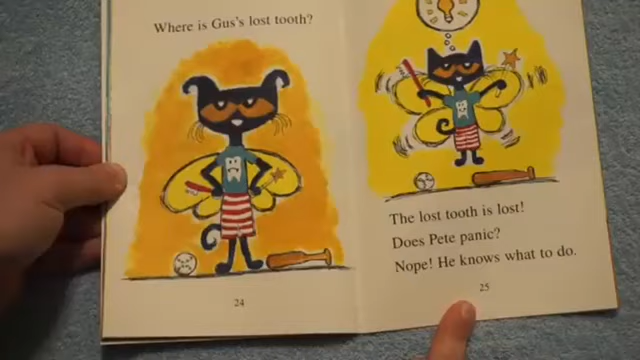 Where is Gus's lost tooth?
24
The lost tooth is lost!
Does Pete panic?
Nope! He knows what to do.
25